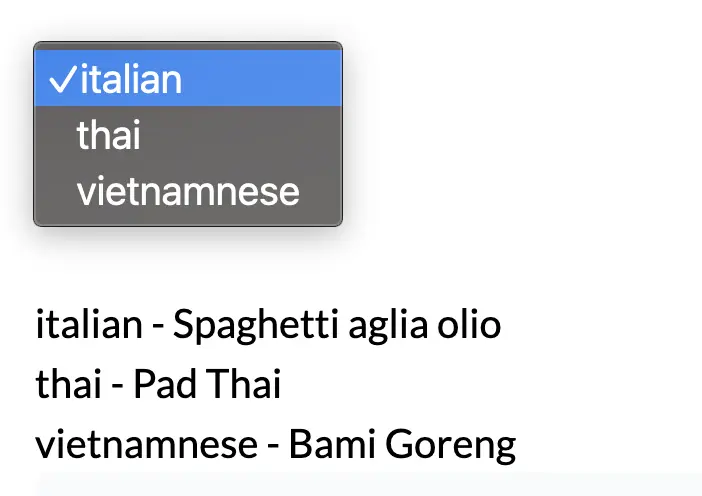 ✓italian
thai
vietnamnese
italian - Spaghetti aglia olio
thai - Pad Thai
vietnamnese - Bami Goreng